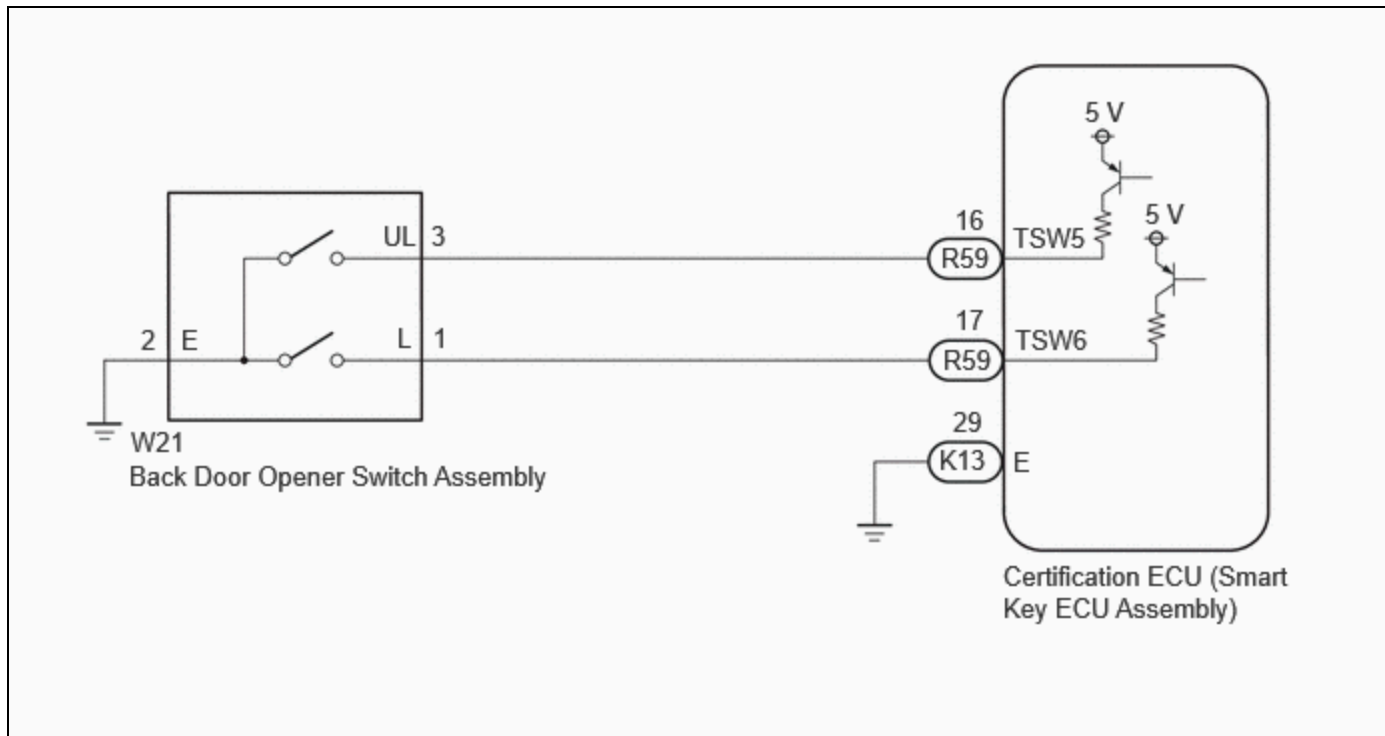 5 V
5 V
16
UL 3
R59 TSW5
17
2 E L 1
R59 TSW6
29
W21
K13 E
Back Door Opener Switch Assembly
Certification ECU (Smart
Key ECU Assembly)